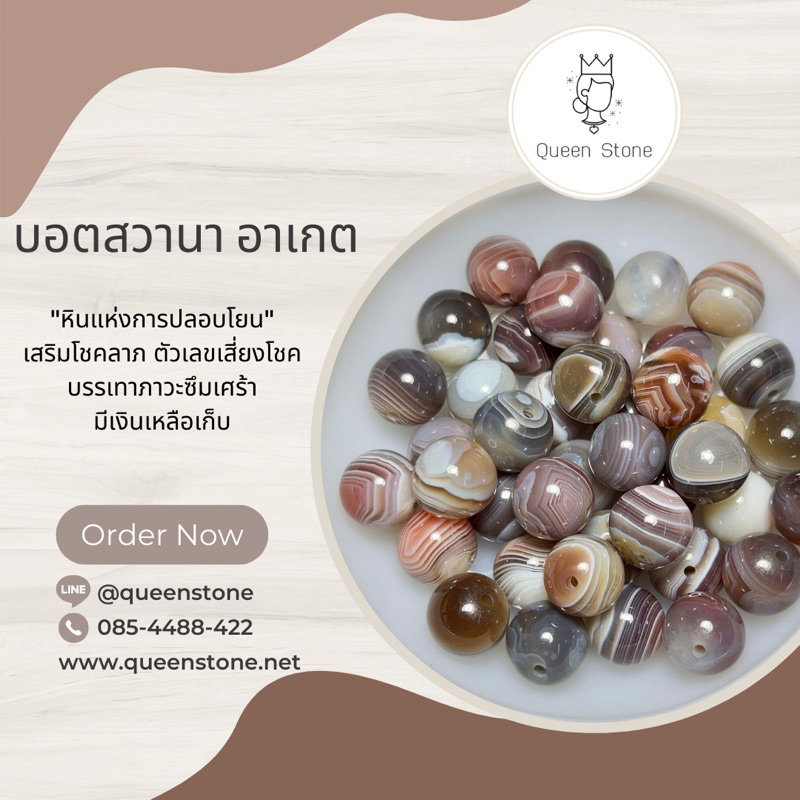 Queen Stone
บอตสวานา อาเกต
"หินแห่งการปลอบโยน"
เสริมโชคลาภ ตัวเลขเสี่ยงโชค
บรรเทาภาวะซึมเศร้า
มีเงินเหลือเก็บ
Order Now
LINE @queenstone
085-4488-422
www.queenstone.net